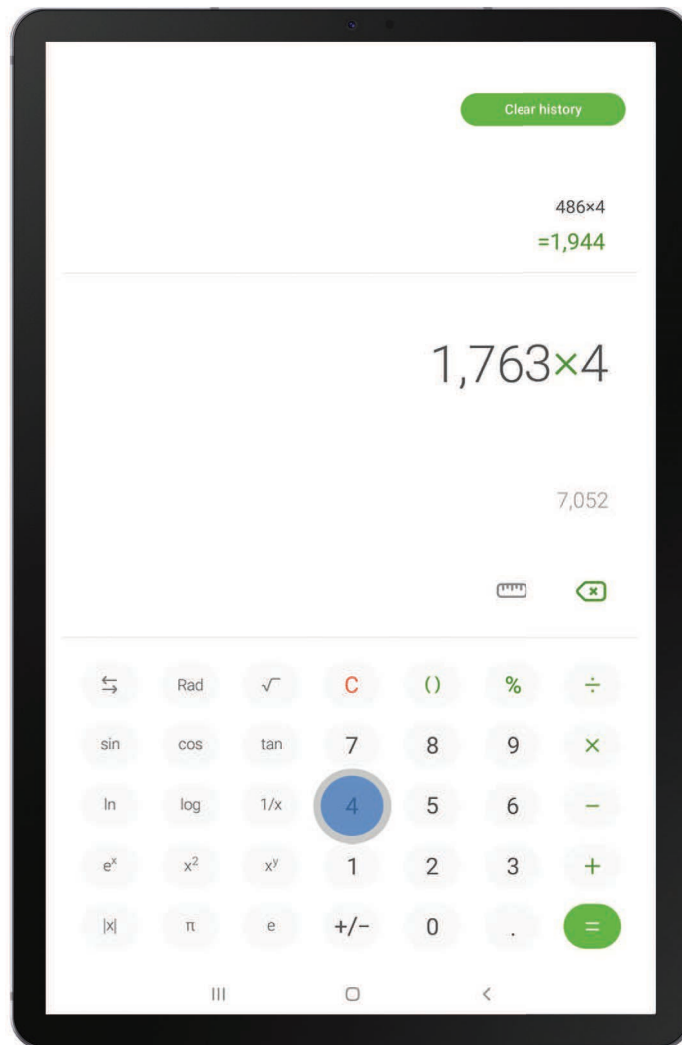 Clear history
486×4
=1,944
1,763×4
7,052
Rad √ C () % ÷
sin cos tan 7 8 9 ×
ln log 1/x 4 5 6 −
eˣ x² xʸ 1 2 3 +
|x| π e +/− 0 . =